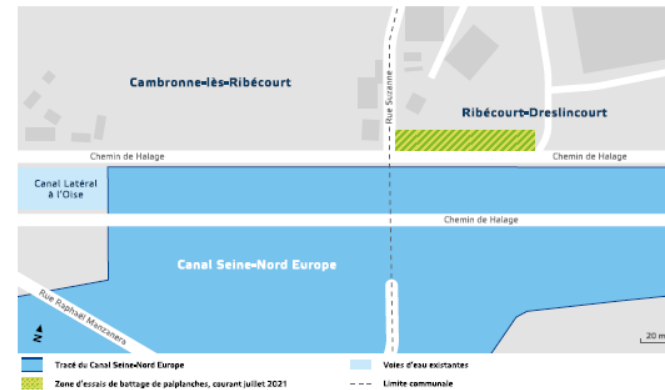 Cambronne-lès-Ribécourt
Rue Suzanne
Ribécourt-Dreslincourt
Chemin de Halage
Chemin de Halage
Canal Latéral
à l'Oise
Chemin de Halage
Canal Seine-Nord Europe
Rue Raphaël Manzanera
N
20 m
Tracé du Canal Seine-Nord Europe
Voies d'eau existantes
Zone d'essais de battage de palplanches, courant juillet 2021
Limite communale